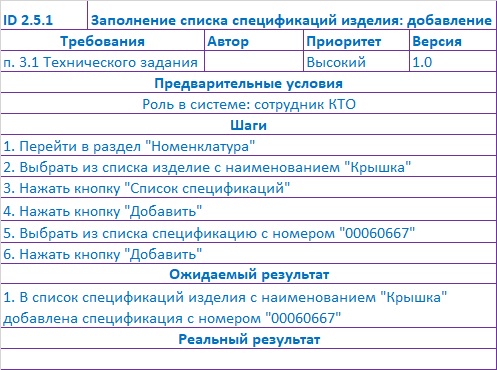 ID 2.5.1 Заполнение списка спецификаций изделия: добавление
Требования Автор Приоритет Версия
п. 3.1 Технического задания Высокий 1.0
Предварительные условия
Роль в системе: сотрудник КТО
Шаги
1. Перейти в раздел "Номенклатура"
2. Выбрать из списка изделие с наименованием "Крышка"
3. Нажать кнопку "Список спецификаций"
4. Нажать кнопку "Добавить"
5. Выбрать из списка спецификацию с номером "00060667"
6. Нажать кнопку "Добавить"
Ожидаемый результат
1. В список спецификаций изделия с наименованием "Крышка"
добавлена спецификация с номером "00060667"
Реальный результат